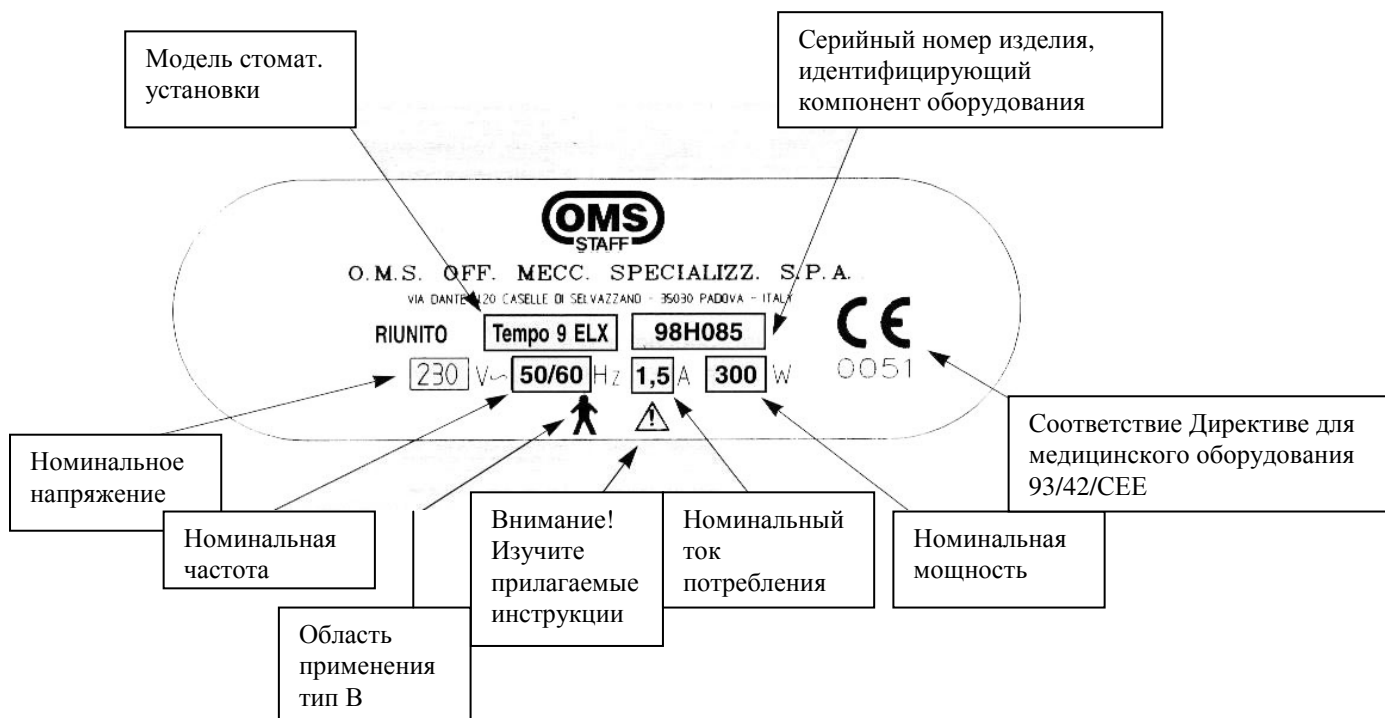 Модель стомат.
установки
Серийный номер изделия,
идентифицирующий
компонент оборудования
OMS
STAFF
O.M.S. OFF. MECC. SPECIALIZZ. S.P.A.
VIA DANTE 120 CASELLE DI SELVAZZANO - 35030 PADOVA - ITALY
RIUNITO Tempo 9 ELX 98H085 CE
230 V~ 50/60 Hz 1,5 A 300 W 0051
Номинальное
напряжение
Номинальная
частота
Область
применения
тип В
Внимание!
Изучите
прилагаемые
инструкции
Номинальный
ток
потребления
Номинальная
мощность
Соответствие Директиве для
медицинского оборудования
93/42/CEE